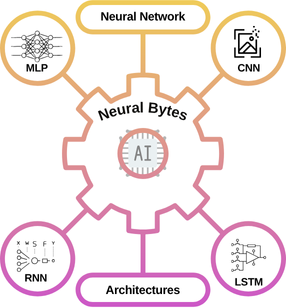 Neural Network
MLP
CNN
Neural Bytes
AI
X W S F Y
RNN
LSTM
Architectures